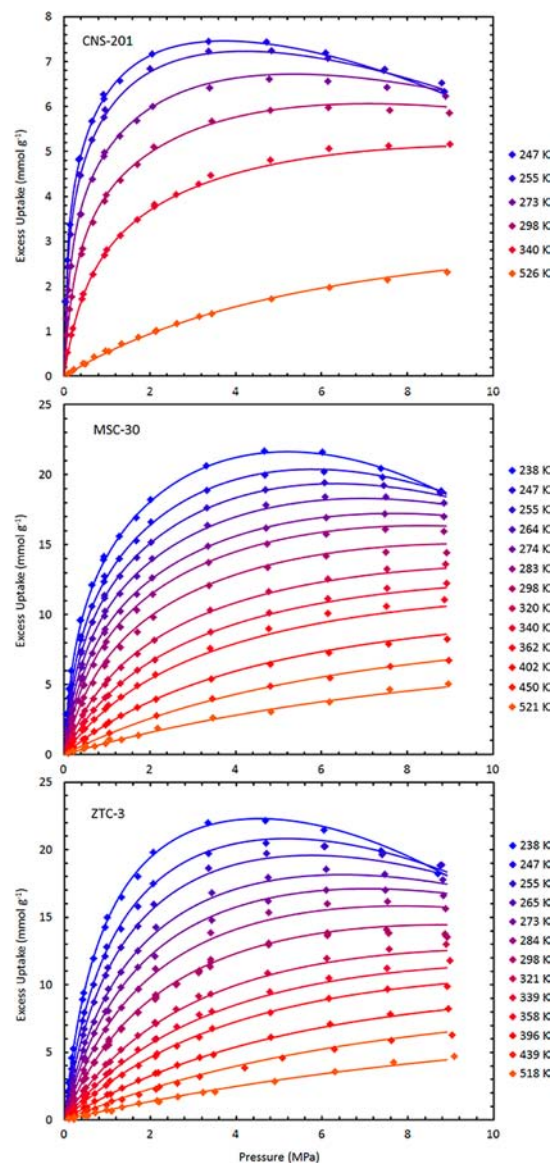 8
CNS-201
7
6
5
4
3
2
1
0
Excess Uptake (mmol g⁻¹)
0 2 4 6 8 10
247 K
255 K
273 K
298 K
340 K
526 K
25
MSC-30
20
15
10
5
0
Excess Uptake (mmol g⁻¹)
0 2 4 6 8 10
238 K
247 K
255 K
264 K
274 K
283 K
298 K
320 K
340 K
362 K
402 K
450 K
521 K
25
ZTC-3
20
15
10
5
0
Excess Uptake (mmol g⁻¹)
0 2 4 6 8 10
Pressure (MPa)
238 K
247 K
255 K
265 K
273 K
284 K
298 K
321 K
339 K
358 K
396 K
439 K
518 K